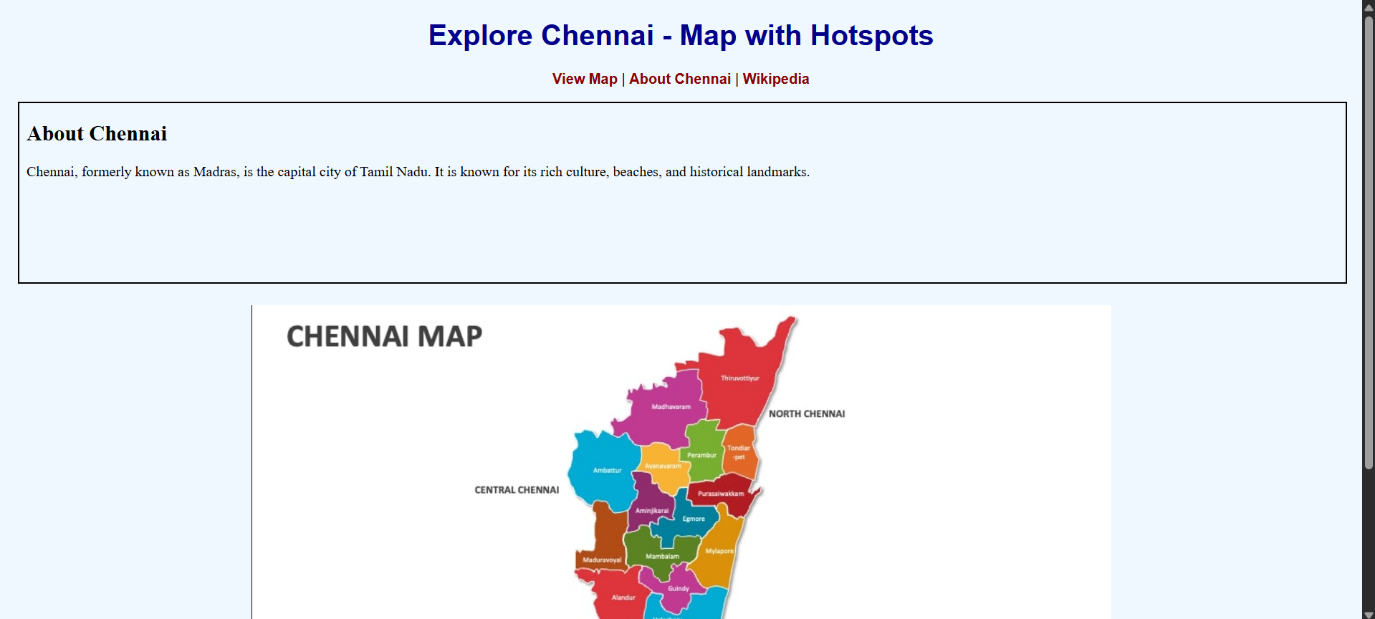 Explore Chennai - Map with Hotspots
View Map | About Chennai | Wikipedia
About Chennai
Chennai, formerly known as Madras, is the capital city of Tamil Nadu. It is known for its rich culture, beaches, and historical landmarks.
CHENNAI MAP
Thiruvottiyur
Madhavaram
NORTH CHENNAI
Tondiar
-pet
Perambur
Ayanavaram
Ambattur
CENTRAL CHENNAI
Purasaiwakkam
Aminjikarai
Egmore
Mylapore
Mambalam
Maduravoyal
Guindy
Alandur